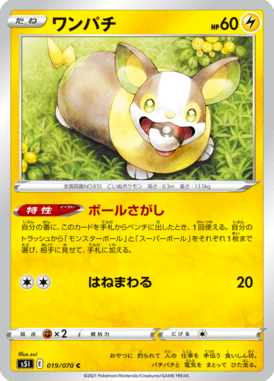 たね ワンパチ HP60
全国図鑑NO.835 こいぬポケモン 高さ:0.3m 重さ:13.5kg
特性 ボールさがし
自分の番に、このカードを手札からベンチに出したとき、1回使える。自分の
トラッシュから「モンスターボール」と「スーパーボール」をそれぞれ1枚まで
選び、相手に見せて、手札に加える。
はねまわる 20
弱点 ×2 抵抗力 にげる
Illus.sui
S5I E 019/070 C
おやつに 釣られて 人の 仕事を 手伝う 食いしん坊。
パチパチと 電気を まとって 走る。
©2021 Pokémon/Nintendo/Creatures/GAME FREAK.